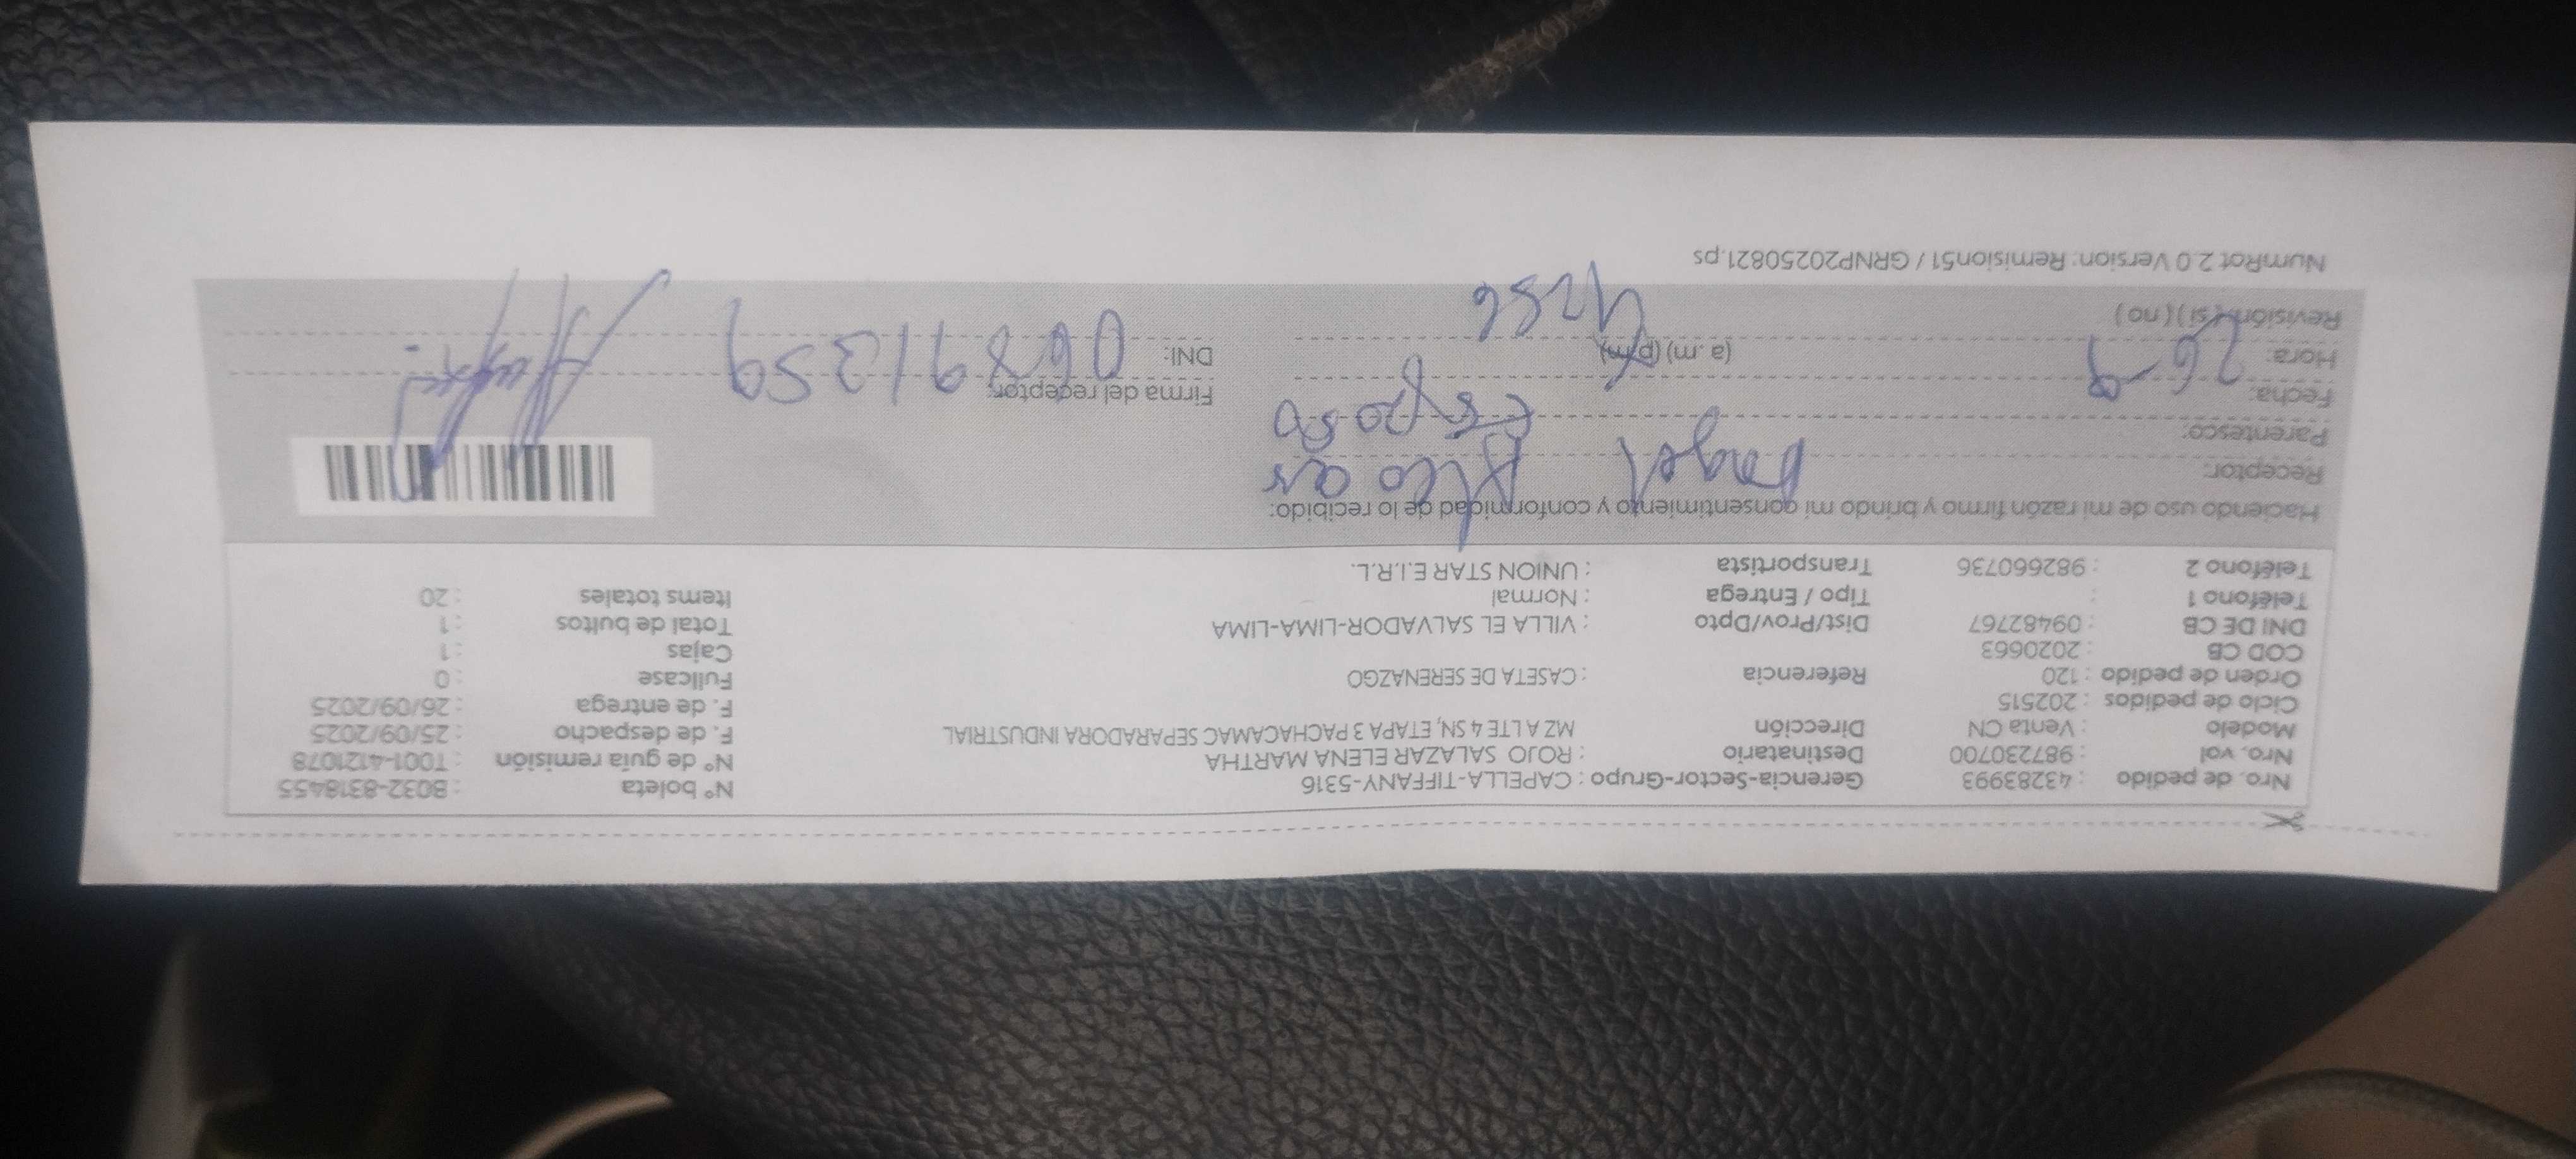 Nro. de pedido : 43283993 Gerencia-Sector-Grupo : CAPELLA-TIFFANY-5316 N° boleta : B032-8318455
Nro. vol : 987230700 Destinatario : ROJO SALAZAR ELENA MARTHA N° de guía remisión : T001-4121078
Modelo : Venta CN Dirección MZ A LTE 4 SN, ETAPA 3 PACHACAMAC SEPARADORA INDUSTRIAL F. de despacho : 25/09/2025
Ciclo de pedidos : 202515 F. de entrega : 26/09/2025
Orden de pedido : 120 Referencia : CASETA DE SERENAZGO Fullcase : 0
COD CB : 2020663 Cajas : 1
DNI DE CB : 09482767 Dist/Prov/Dpto : VILLA EL SALVADOR-LIMA-LIMA Total de bultos : 1
Teléfono 1 : Tipo / Entrega : Normal Items totales : 20
Teléfono 2 : 982660736 Transportista : UNION STAR E.I.R.L.
Haciendo uso de mi razón firmo y brindo mi consentimiento y conformidad de lo recibido:
Receptor: Angel
Parentesco: Esposo
Fecha: 26-9 Firma del receptor:
Hora: (a.m) (p.m) DNI:
Revisión ( si ) ( no ) 4256
NumRot 2.0 Version: Remision51 / GRNP20250821.ps